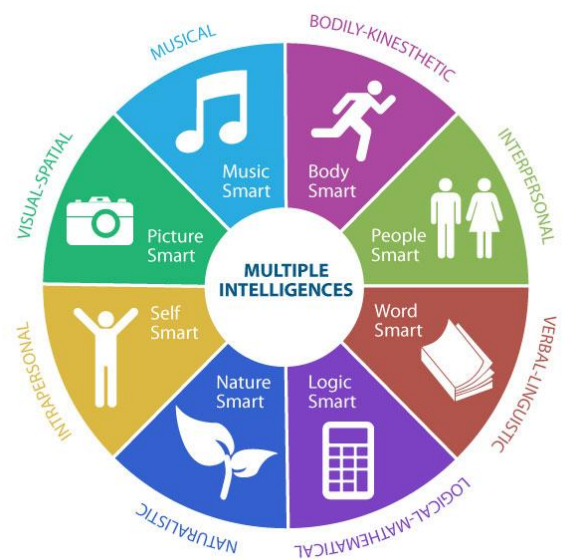 MUSICAL
BODILY-KINESTHETIC
INTERPERSONAL
VERBAL-LINGUISTIC
LOGICAL-MATHEMATICAL
NATURALISTIC
INTRAPERSONAL
VISUAL-SPATIAL
Music
Smart
Body
Smart
People
Smart
Word
Smart
Logic
Smart
Nature
Smart
Self
Smart
Picture
Smart
MULTIPLE
INTELLIGENCES